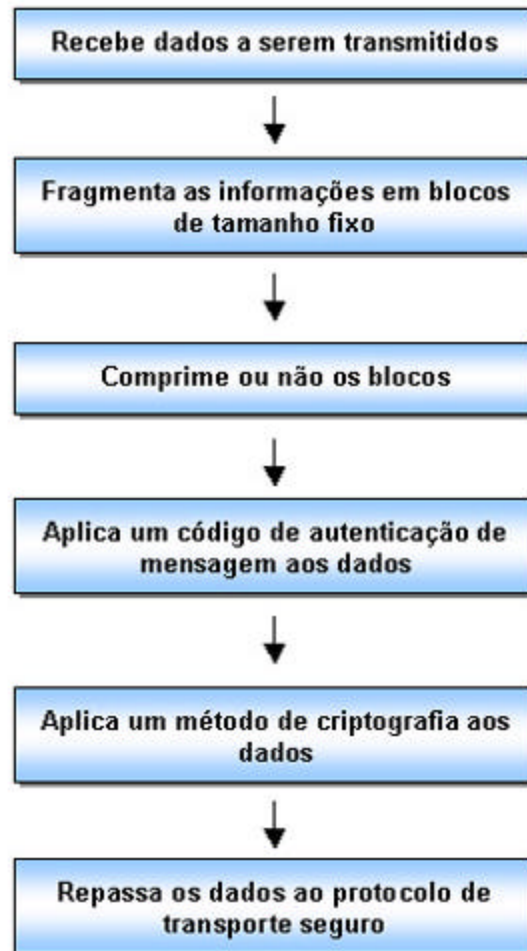 Recebe dados a serem transmitidos
Fragmenta as informações em blocos
de tamanho fixo
Comprime ou não os blocos
Aplica um código de autenticação de
mensagem aos dados
Aplica um método de criptografia aos
dados
Repassa os dados ao protocolo de
transporte seguro